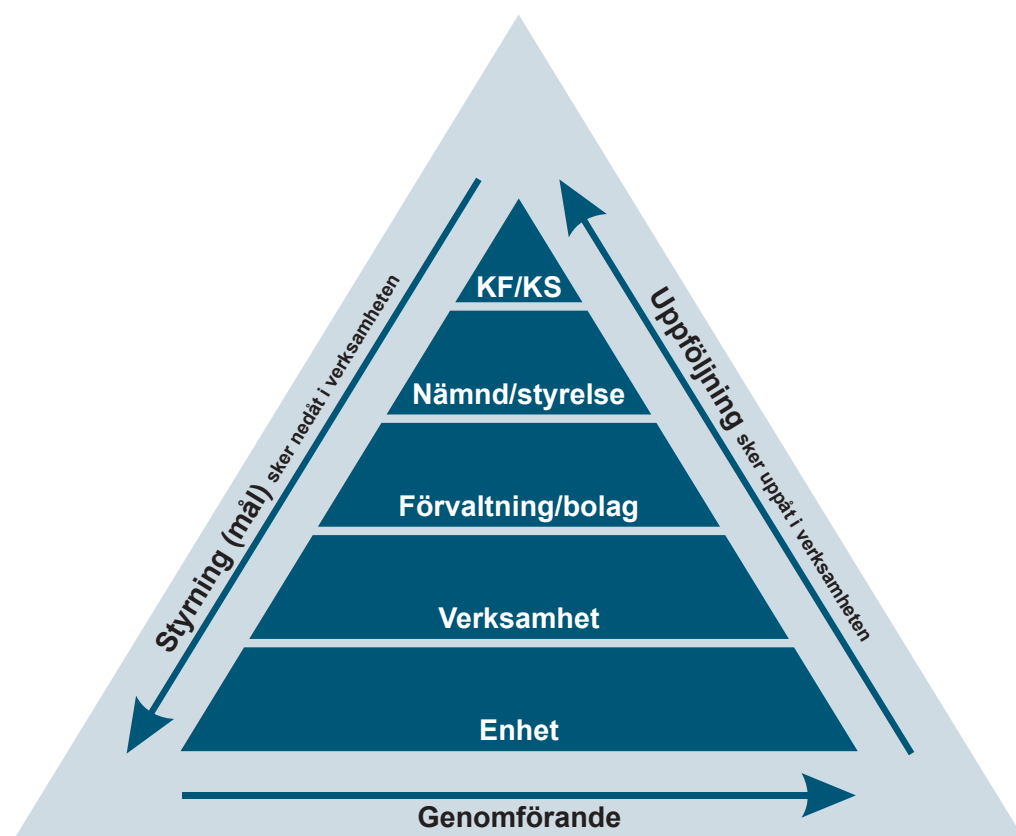 KF/KS
Nämnd/styrelse
Förvaltning/bolag
Verksamhet
Enhet
Styrning (mål) sker nedåt i verksamheten
Uppföljning sker uppåt i verksamheten
Genomförande